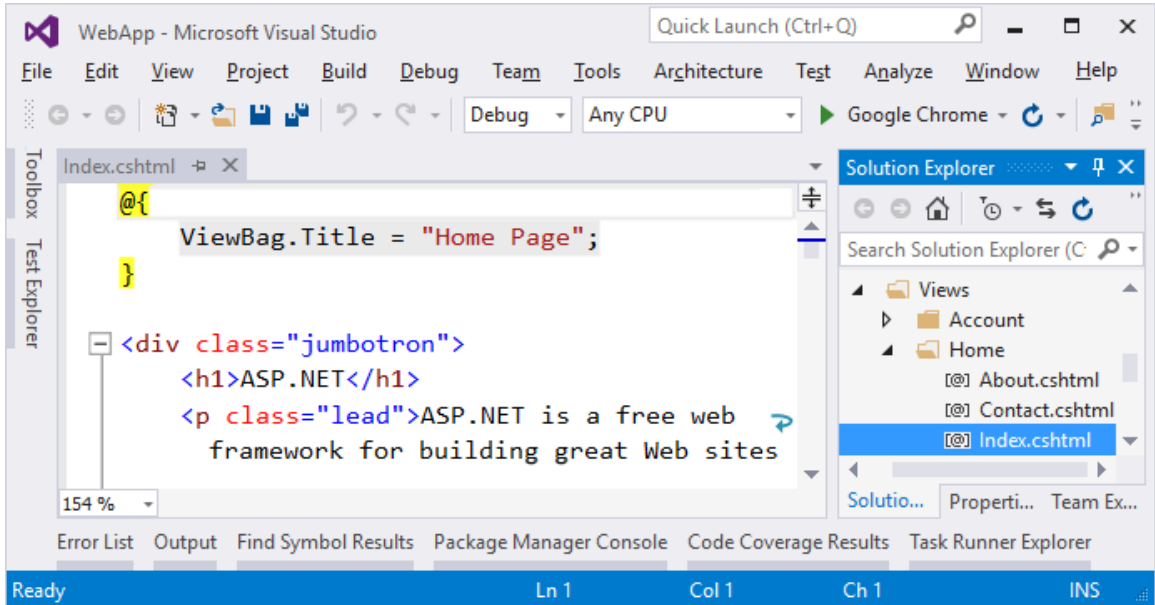 WebApp - Microsoft Visual Studio
Quick Launch (Ctrl+Q)
File Edit View Project Build Debug Team Tools Architecture Test Analyze Window Help
Debug Any CPU Google Chrome
Toolbox
Test Explorer
Index.cshtml
@{
ViewBag.Title = "Home Page";
}
<div class="jumbotron">
<h1>ASP.NET</h1>
<p class="lead">ASP.NET is a free web
framework for building great Web sites
154 %
Solution Explorer
Search Solution Explorer (C
Views
Account
Home
[@] About.cshtml
[@] Contact.cshtml
[@] Index.cshtml
Solutio... Properti... Team Ex...
Error List Output Find Symbol Results Package Manager Console Code Coverage Results Task Runner Explorer
Ready Ln 1 Col 1 Ch 1 INS